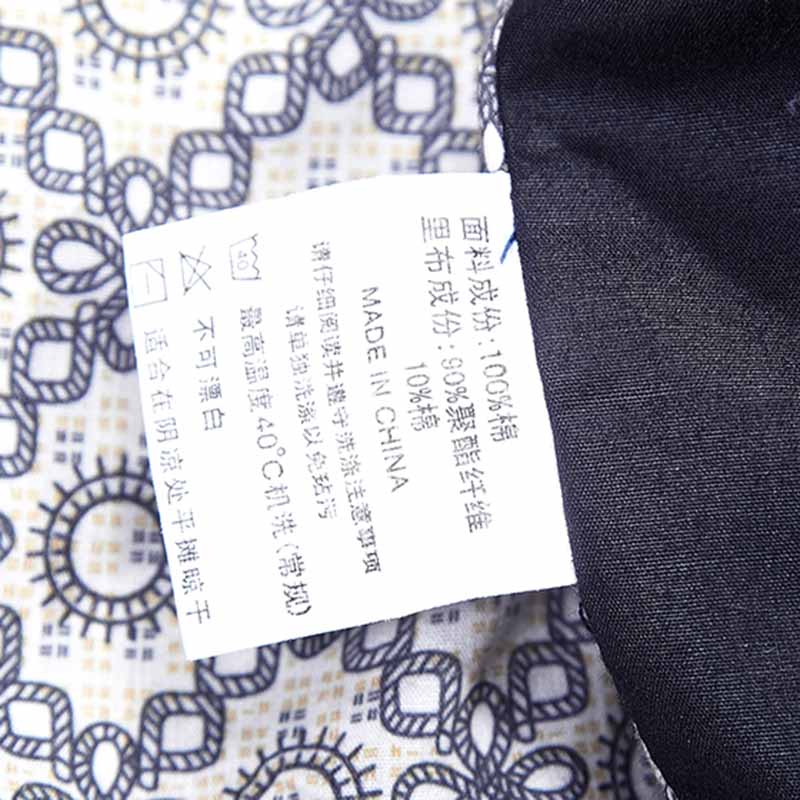 面料成份:100%棉
里布成份:90%聚酯纤维
10%棉
MADE IN CHINA
请仔细阅读并遵守洗涤注意事项
请单独洗涤以免玷污
40
最高温度40°C机洗(常规)
不可漂白
适合在阴凉处平摊晾干